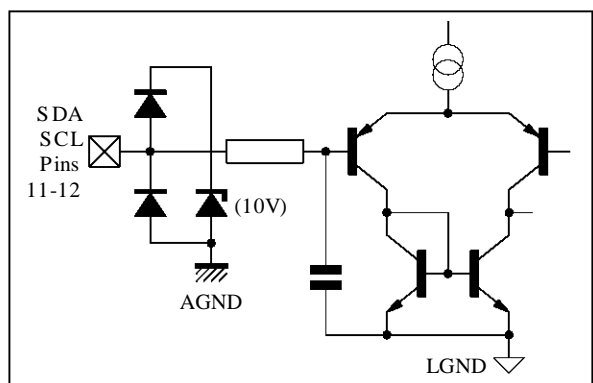 SDA
SCL
Pins
11-12
(10V)
AGND
LGND